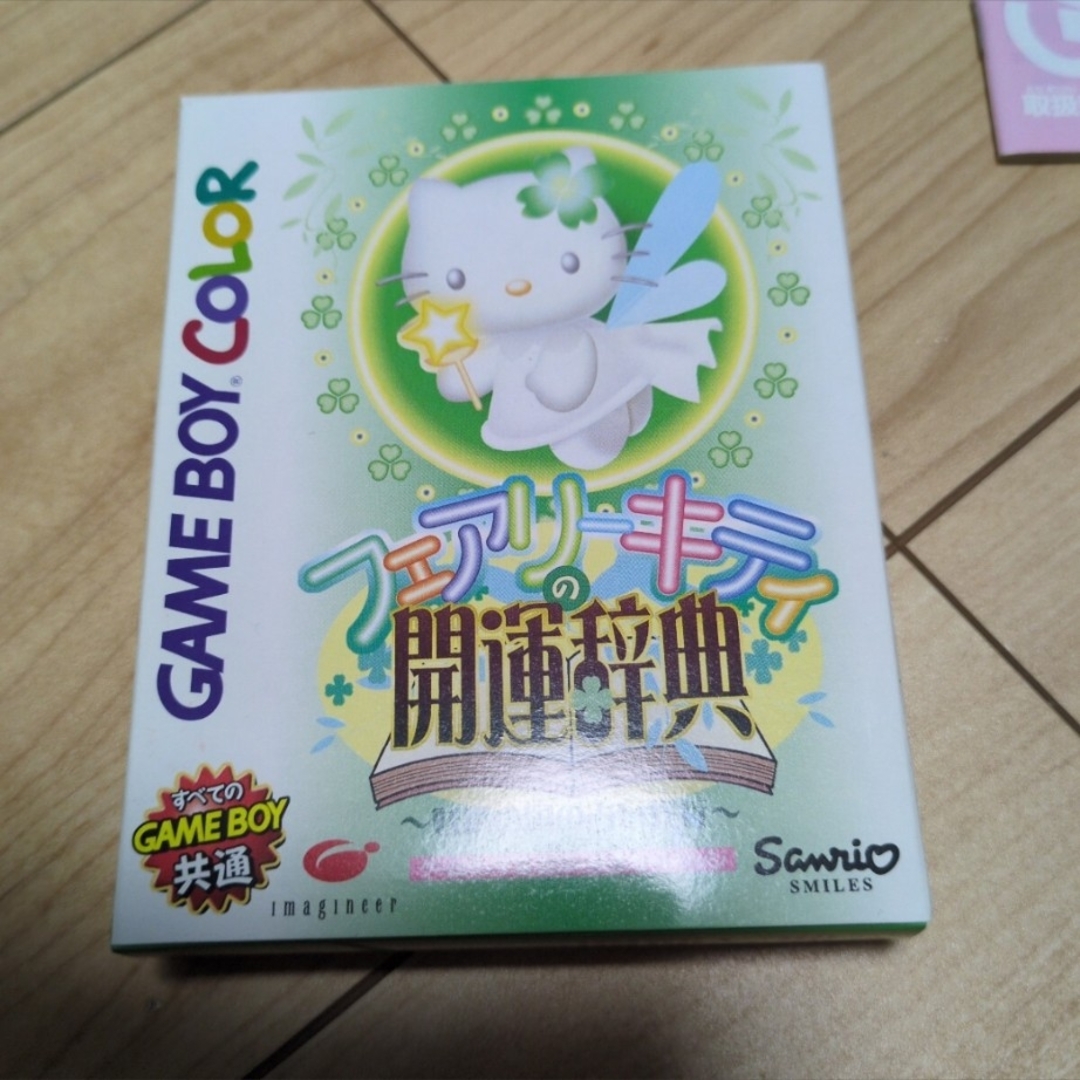 GAME BOY® COLOR
フェアリーキティ
の
開運辞典
すべての
GAME BOY
共通
imagineer
Sanrio
SMILES